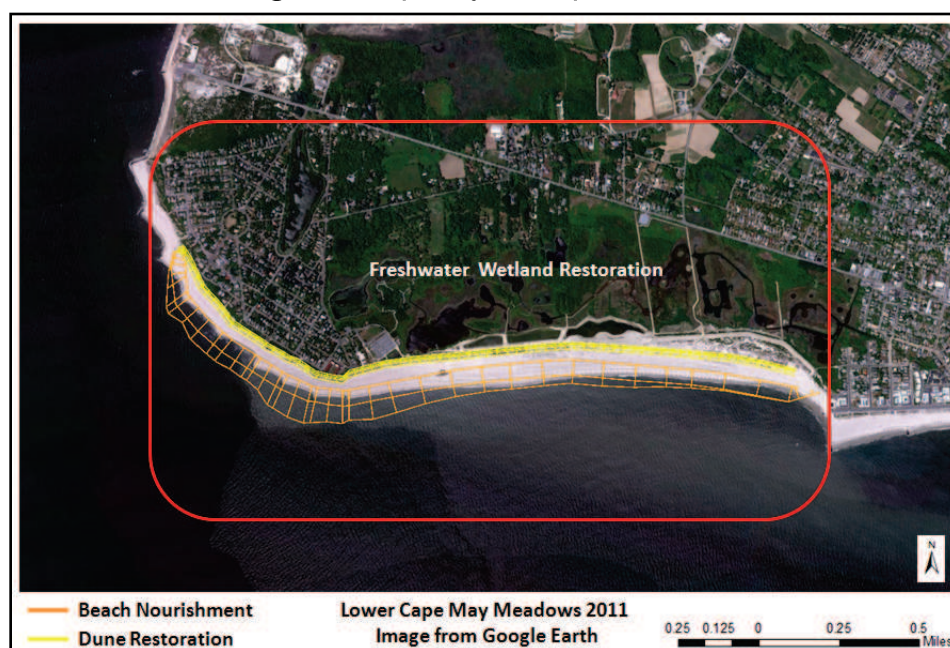 Freshwater Wetland Restoration
N
Beach Nourishment
Dune Restoration
Lower Cape May Meadows 2011
Image from Google Earth
0.25 0.125 0 0.25 0.5
Miles